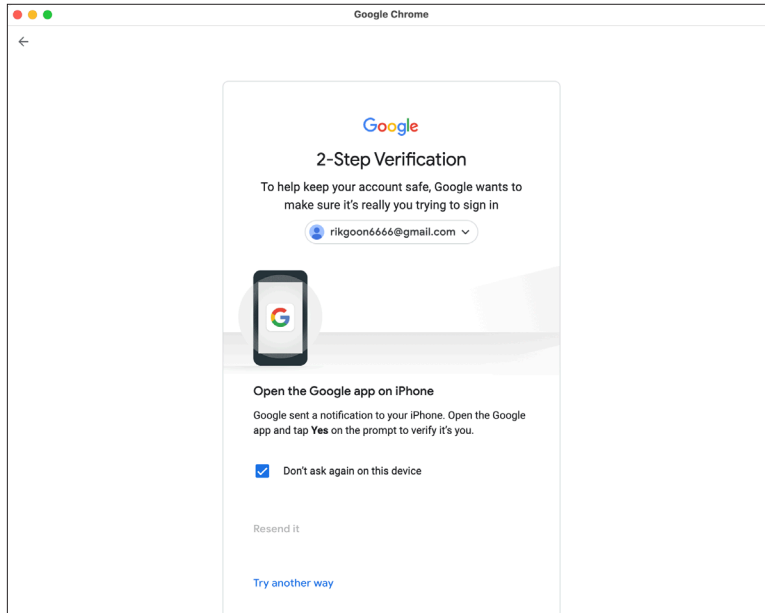 Google Chrome
Google
2-Step Verification
To help keep your account safe, Google wants to
make sure it's really you trying to sign in
rikgoon6666@gmail.com
G
Open the Google app on iPhone
Google sent a notification to your iPhone. Open the Google
app and tap Yes on the prompt to verify it's you.
Don't ask again on this device
Resend it
Try another way